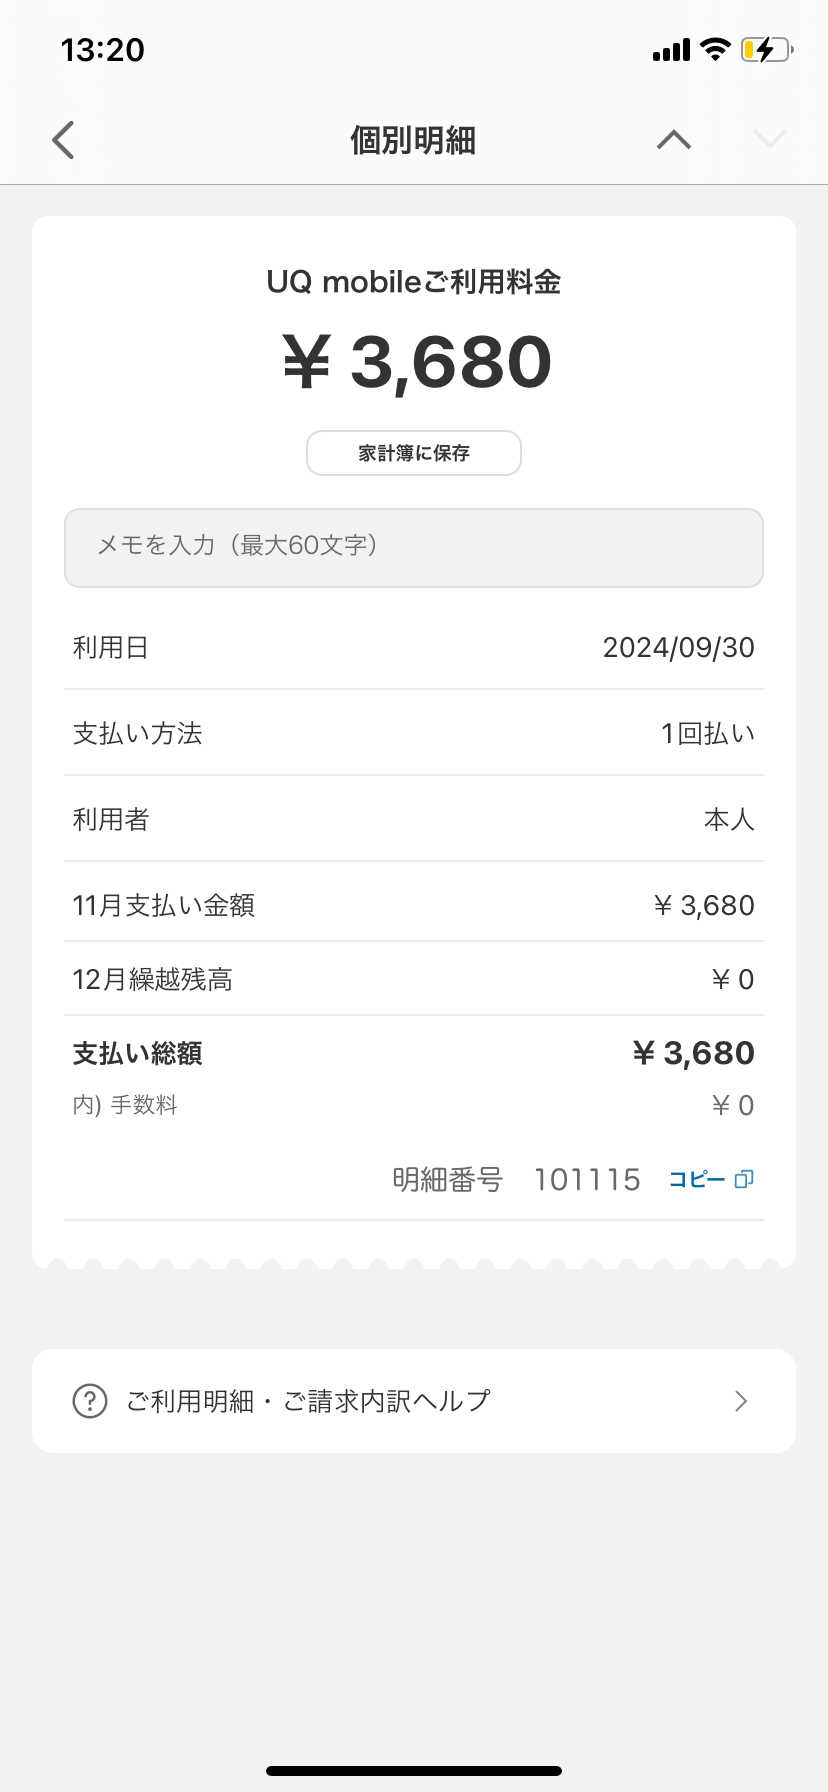 13:20
個別明細
UQ mobileご利用料金
¥ 3,680
家計簿に保存
メモを入力（最大60文字）
利用日 2024/09/30
支払い方法 1回払い
利用者 本人
11月支払い金額 ¥ 3,680
12月繰越残高 ¥ 0
支払い総額 ¥ 3,680
内) 手数料 ¥ 0
明細番号 101115 コピー
ご利用明細・ご請求内訳ヘルプ